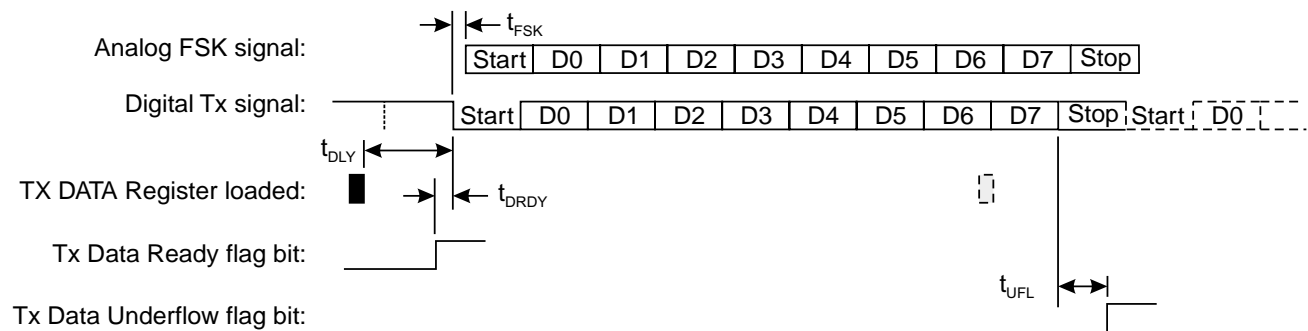 t_FSK
Analog FSK signal: Start D0 D1 D2 D3 D4 D5 D6 D7 Stop
Digital Tx signal: Start D0 D1 D2 D3 D4 D5 D6 D7 Stop Start D0
t_DLY
TX DATA Register loaded: t_DRDY
Tx Data Ready flag bit:
t_UFL
Tx Data Underflow flag bit: